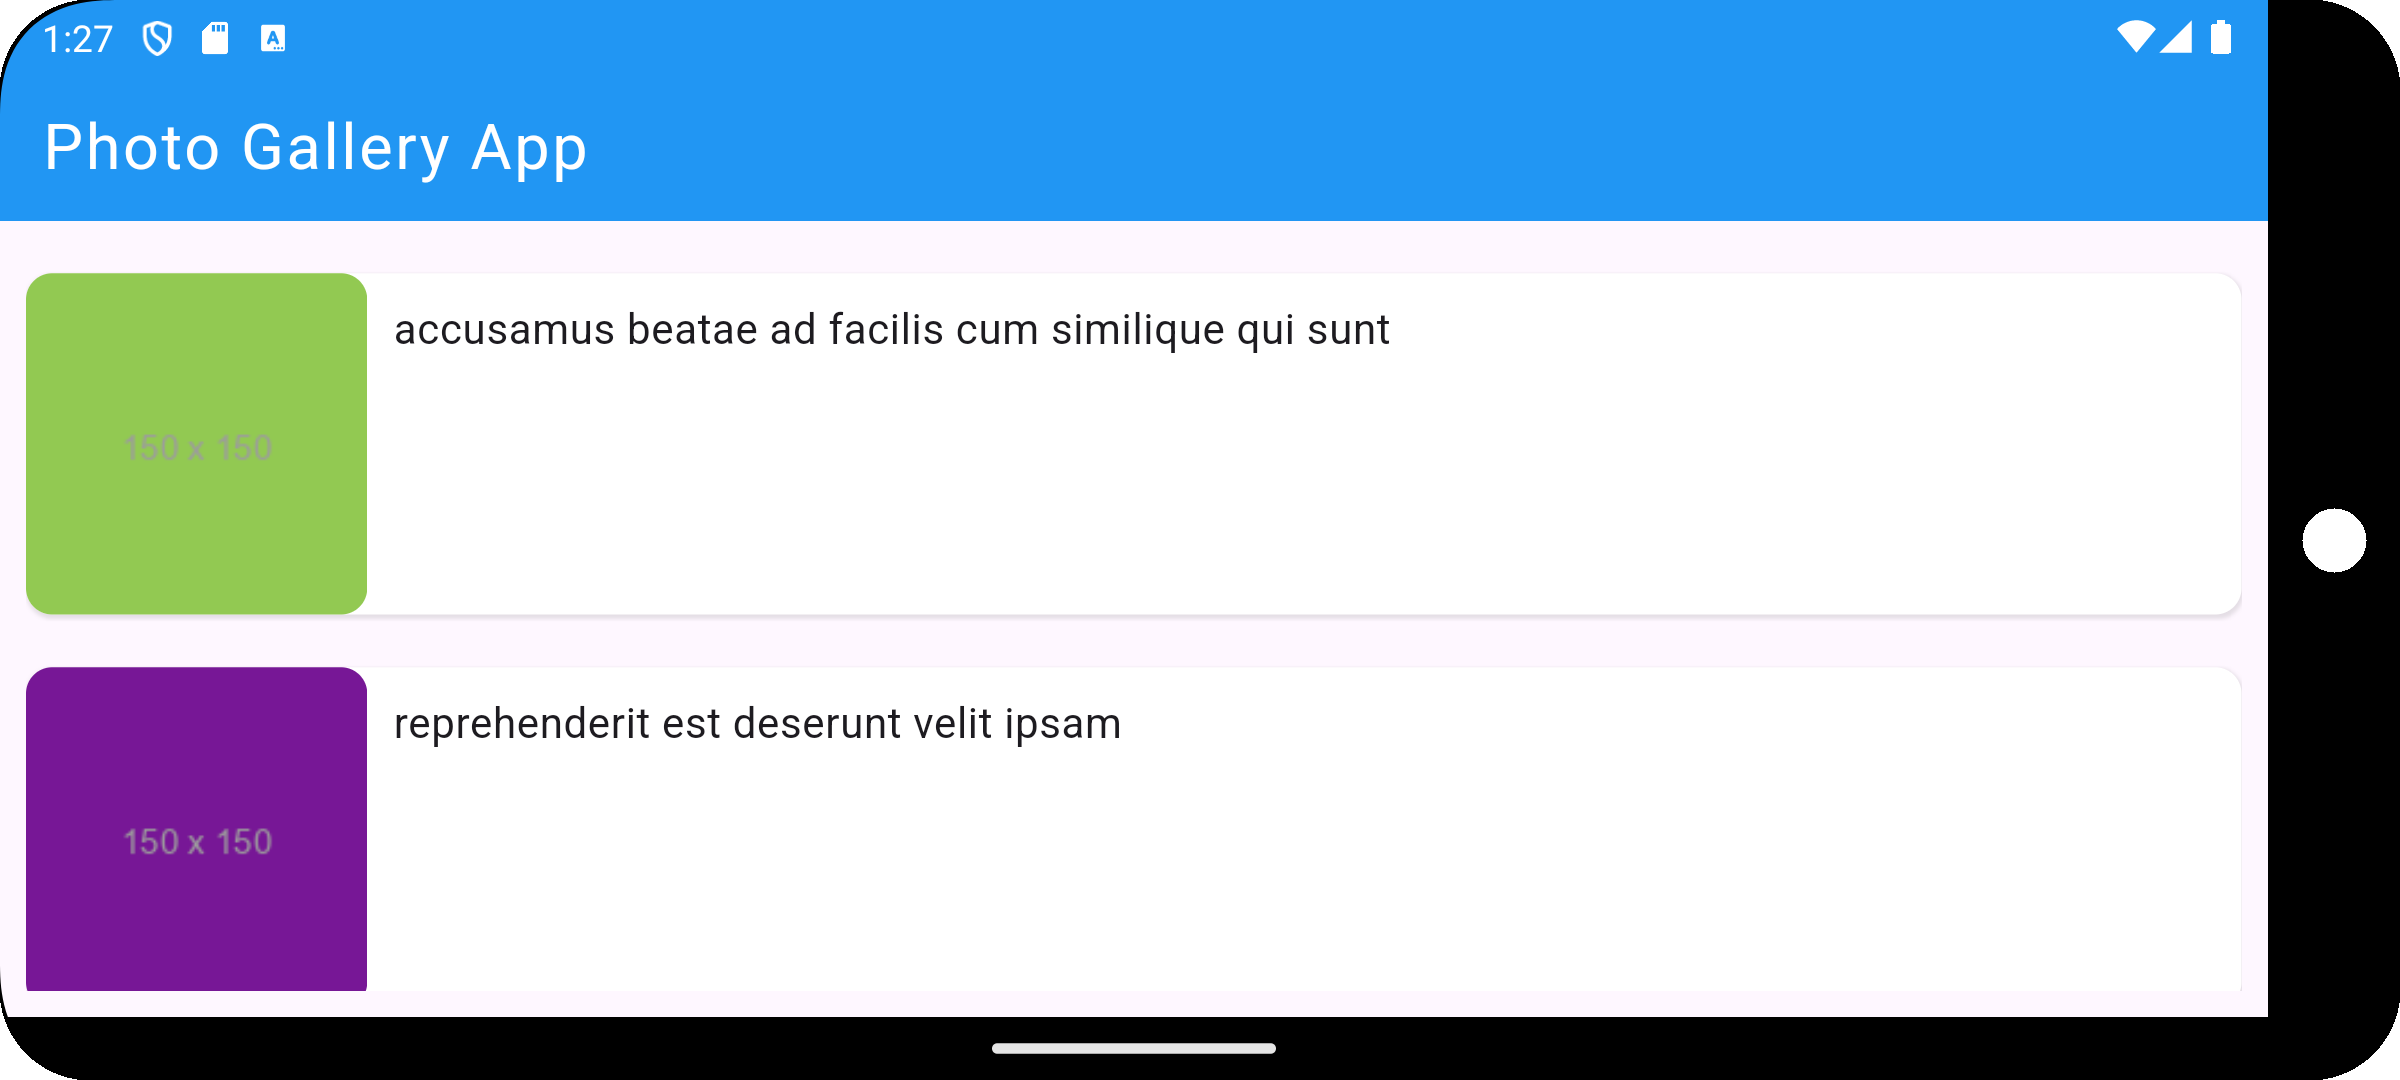 1:27
Photo Gallery App
150 x 150
accusamus beatae ad facilis cum similique qui sunt
150 x 150
reprehenderit est deserunt velit ipsam